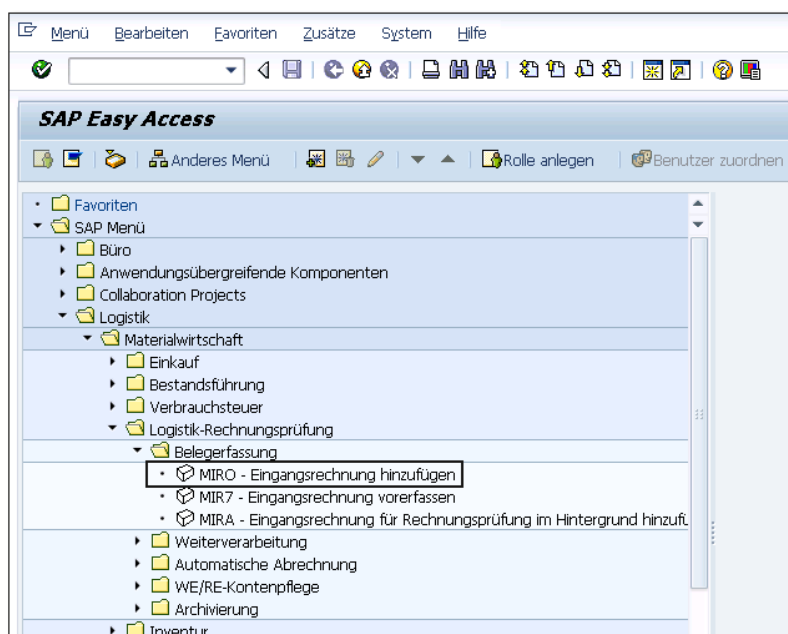 Menü Bearbeiten Favoriten Zusätze System Hilfe
SAP Easy Access
Anderes Menü Rolle anlegen Benutzer zuordnen
Favoriten
SAP Menü
Büro
Anwendungsübergreifende Komponenten
Collaboration Projects
Logistik
Materialwirtschaft
Einkauf
Bestandsführung
Verbrauchsteuer
Logistik-Rechnungsprüfung
Belegerfassung
MIRO - Eingangsrechnung hinzufügen
MIR7 - Eingangsrechnung vorerfassen
MIRA - Eingangsrechnung für Rechnungsprüfung im Hintergrund hinzufü
Weiterverarbeitung
Automatische Abrechnung
WE/RE-Kontenpflege
Archivierung
Inventur